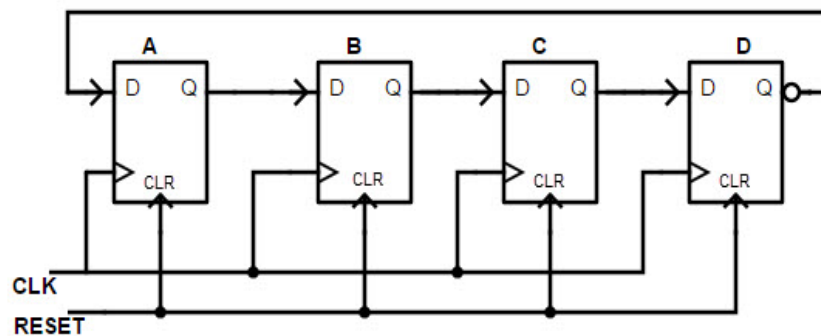 A B C D
D Q D Q D Q D Q
CLR CLR CLR CLR
CLK
RESET